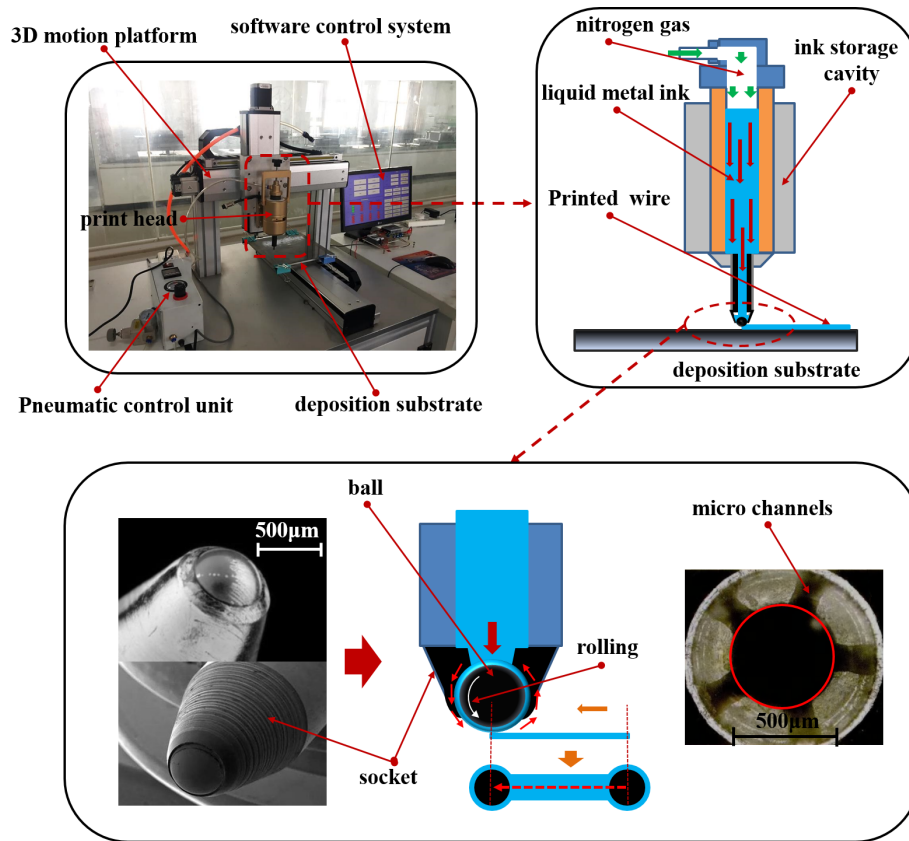 3D motion platform
software control system
print head
Pneumatic control unit
deposition substrate
nitrogen gas
ink storage
cavity
liquid metal ink
Printed wire
deposition substrate
500μm
ball
rolling
socket
micro channels
500μm